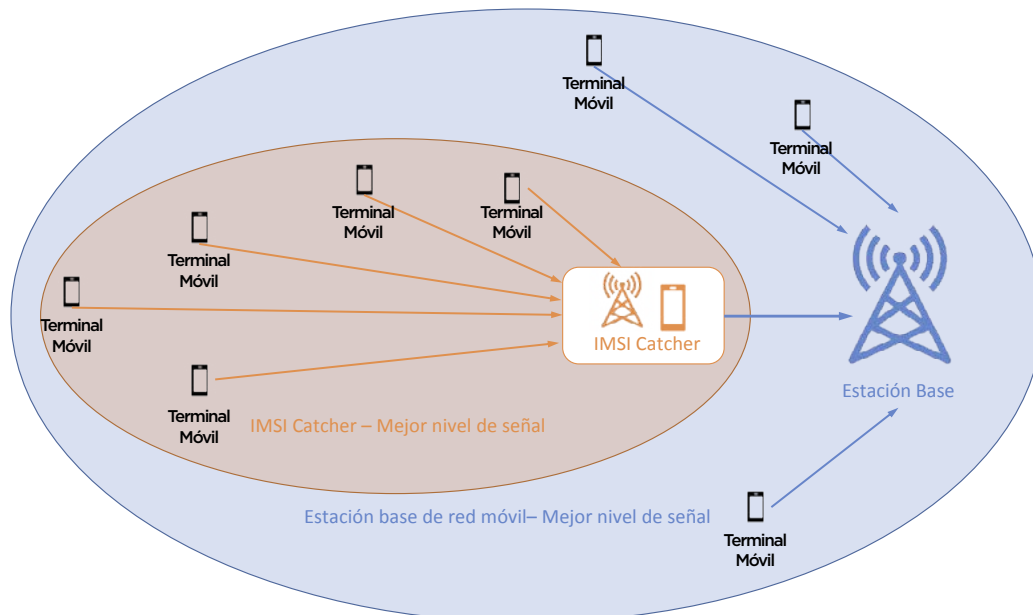 Terminal
Móvil
Terminal
Móvil
Terminal
Móvil
Terminal
Móvil
Terminal
Móvil
Terminal
Móvil
IMSI Catcher
Estación Base
Terminal
Móvil
IMSI Catcher – Mejor nivel de señal
Estación base de red móvil– Mejor nivel de señal
Terminal
Móvil